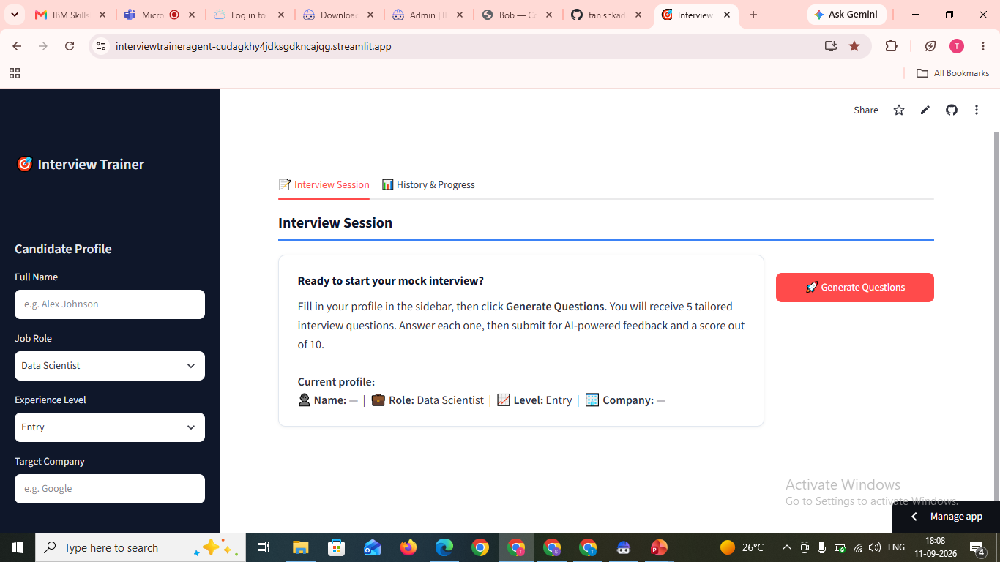 IBM Skills
Micro
Log in to
Downloa
Admin | I
Bob — Co
tanishkad
Interview
Ask Gemini
interviewtraineragent-cudagkhy4jdksgdkncajqg.streamlit.app
T
All Bookmarks
Share
Interview Trainer
Interview Session
History & Progress
Interview Session
Candidate Profile
Full Name
e.g. Alex Johnson
Job Role
Data Scientist
Experience Level
Entry
Target Company
e.g. Google
Ready to start your mock interview?
Fill in your profile in the sidebar, then click Generate Questions. You will receive 5 tailored
interview questions. Answer each one, then submit for AI-powered feedback and a score out
of 10.
Current profile:
Name: — | Role: Data Scientist | Level: Entry | Company: —
Generate Questions
Activate Windows
Go to Settings to activate Windows.
Manage app
Type here to search
26°C
ENG
18:08
11-09-2026
4